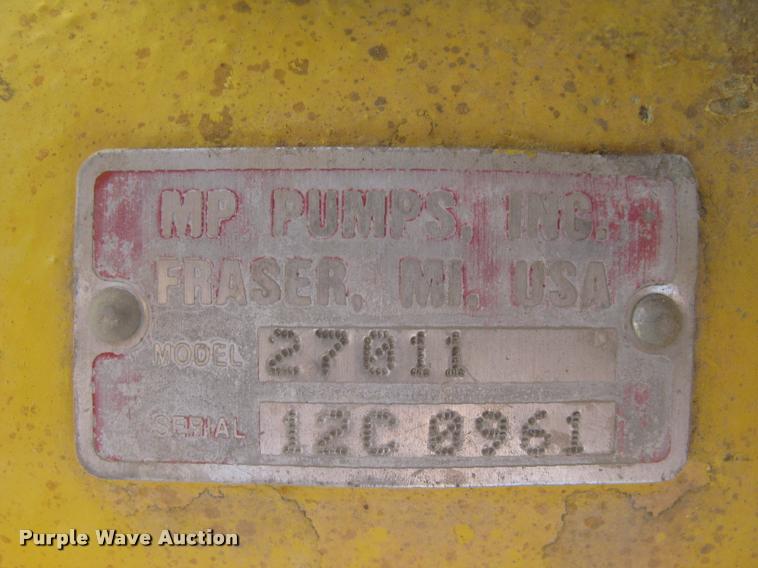 MP PUMPS, INC.
FRASER, MI. USA
MODEL 27011
SERIAL 12C 0961
Purple Wave Auction